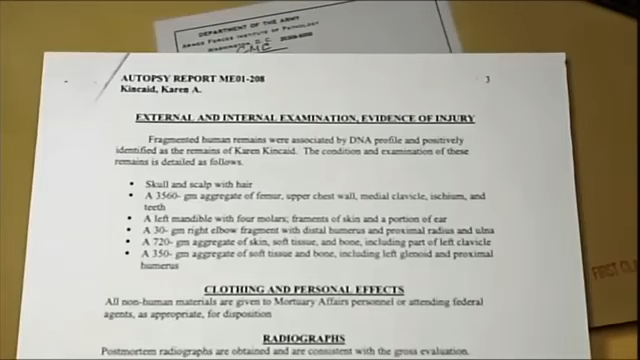 DEPARTMENT OF THE ARMY
ARMED FORCES INSTITUTE OF PATHOLOGY
WASHINGTON, D.C.
CME
AUTOPSY REPORT ME01-208
3
Kincaid, Karen A.
EXTERNAL AND INTERNAL EXAMINATION, EVIDENCE OF INJURY
Fragmented human remains were associated by DNA profile and positively
identified as the remains of Karen Kincaid. The condition and examination of these
remains is detailed as follows.
• Skull and scalp with hair
• A 3560- gm aggregate of femur, upper chest wall, medial clavicle, ischium, and
teeth
• A left mandible with four molars; framents of skin and a portion of ear
• A 30- gm right elbow fragment with distal humerus and proximal radius and ulna
• A 720- gm aggregate of skin, soft tissue, and bone, including part of left clavicle
• A 350- gm aggregate of soft tissue and bone, including left glenoid and proximal
humerus
CLOTHING AND PERSONAL EFFECTS
All non-human materials are given to Mortuary Affairs personnel or attending federal
agents, as appropriate, for disposition
RADIOGRAPHS
Postmortem radiographs are obtained and are consistent with the gross evaluation.
FIRST CLA